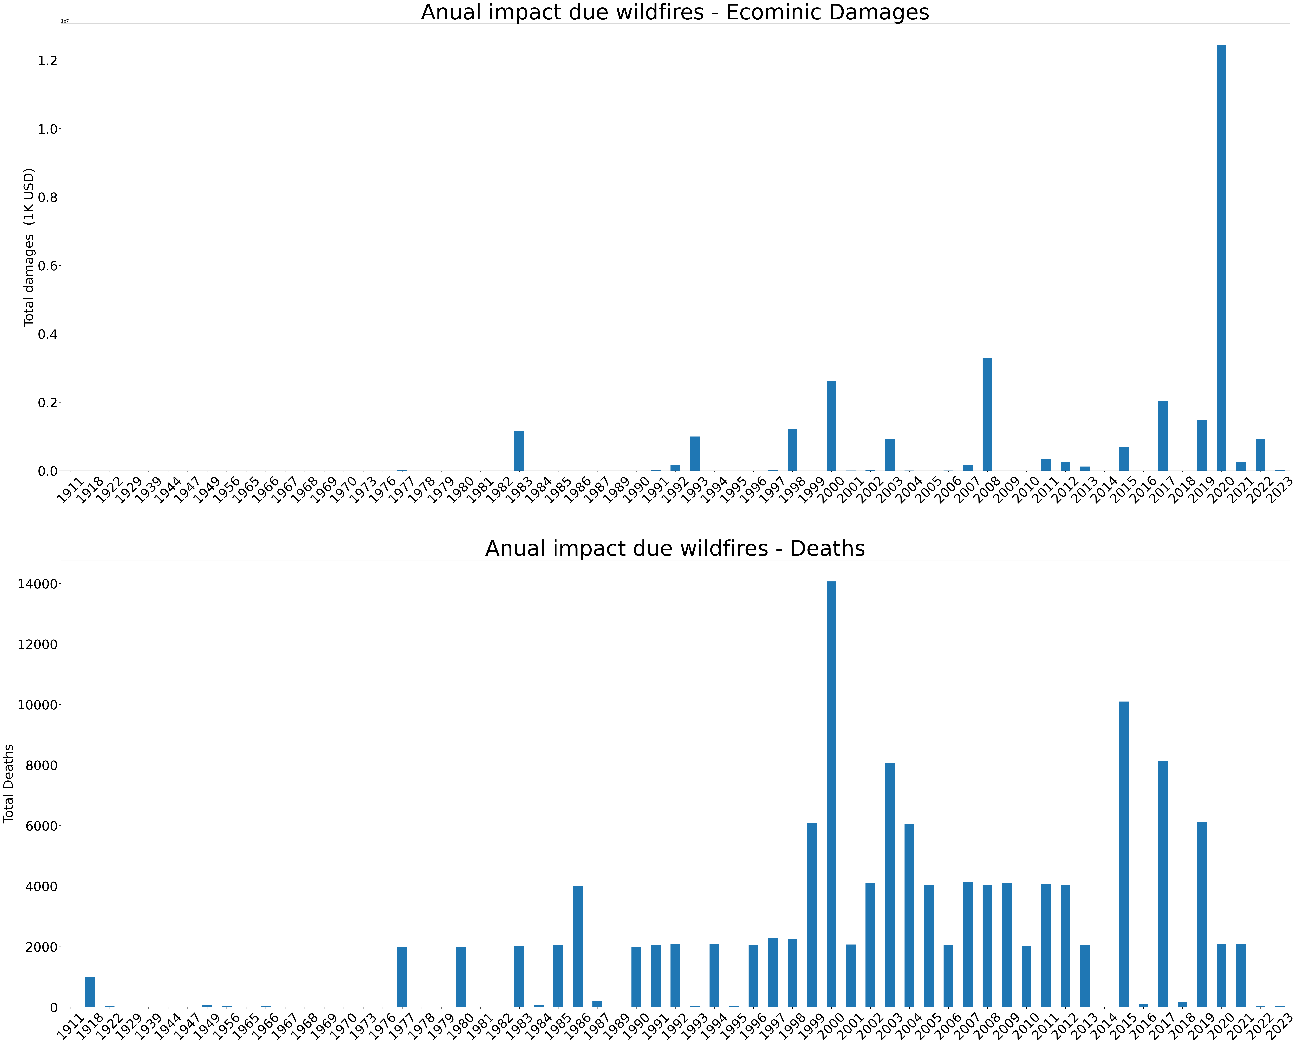 Anual impact due wildfires - Ecominic Damages
1e7
1.2
1.0
0.8
0.6
0.4
0.2
0.0
Total damages (1K USD)
1911 1918 1922 1929 1939 1944 1947 1949 1956 1965 1966 1967 1968 1969 1970 1973 1976 1977 1978 1979 1980 1981 1982 1983 1984 1985 1986 1987 1989 1990 1991 1992 1993 1994 1995 1996 1997 1998 1999 2000 2001 2002 2003 2004 2005 2006 2007 2008 2009 2010 2011 2012 2013 2014 2015 2016 2017 2018 2019 2020 2021 2022 2023
Anual impact due wildfires - Deaths
14000
12000
10000
8000
6000
4000
2000
0
Total Deaths
1911 1918 1922 1929 1939 1944 1947 1949 1956 1965 1966 1967 1968 1969 1970 1973 1976 1977 1978 1979 1980 1981 1982 1983 1984 1985 1986 1987 1989 1990 1991 1992 1993 1994 1995 1996 1997 1998 1999 2000 2001 2002 2003 2004 2005 2006 2007 2008 2009 2010 2011 2012 2013 2014 2015 2016 2017 2018 2019 2020 2021 2022 2023